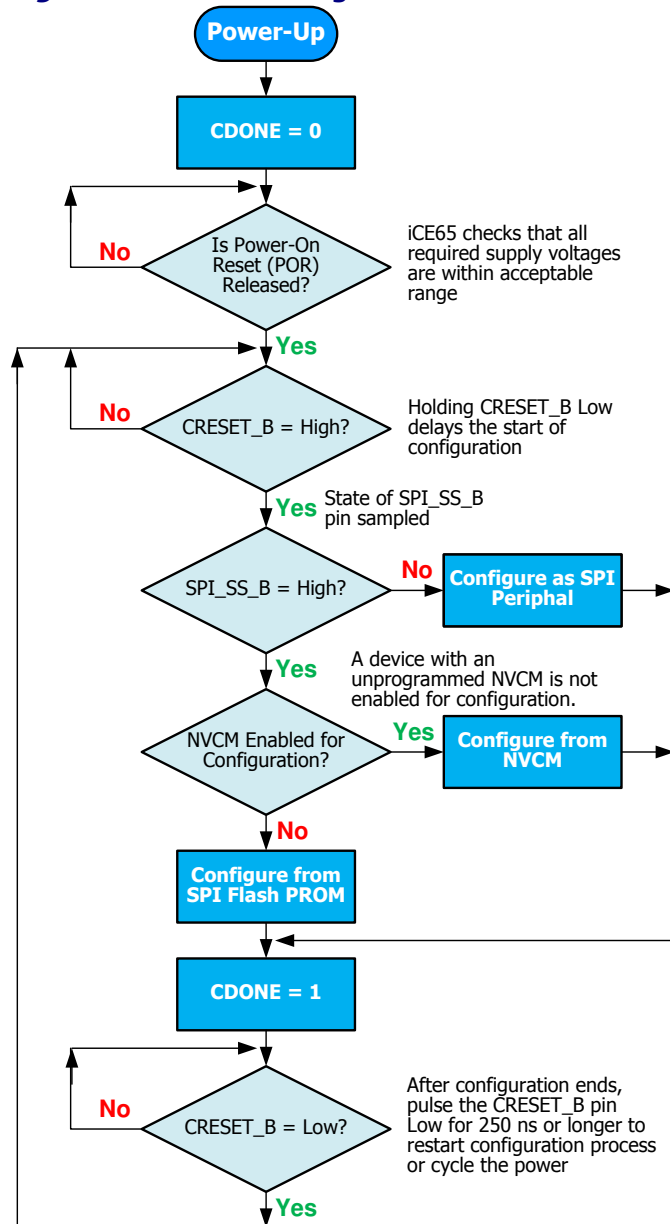 Power-Up
CDONE = 0
No
Is Power-On
Reset (POR)
Released?
iCE65 checks that all
required supply voltages
are within acceptable
range
Yes
No
CRESET_B = High?
Holding CRESET_B Low
delays the start of
configuration
Yes
State of SPI_SS_B
pin sampled
SPI_SS_B = High?
No
Configure as SPI
Periphal
Yes
A device with an
unprogrammed NVCM is not
enabled for configuration.
NVCM Enabled for
Configuration?
Yes
Configure from
NVCM
No
Configure from
SPI Flash PROM
CDONE = 1
No
CRESET_B = Low?
After configuration ends,
pulse the CRESET_B pin
Low for 250 ns or longer to
restart configuration process
or cycle the power
Yes